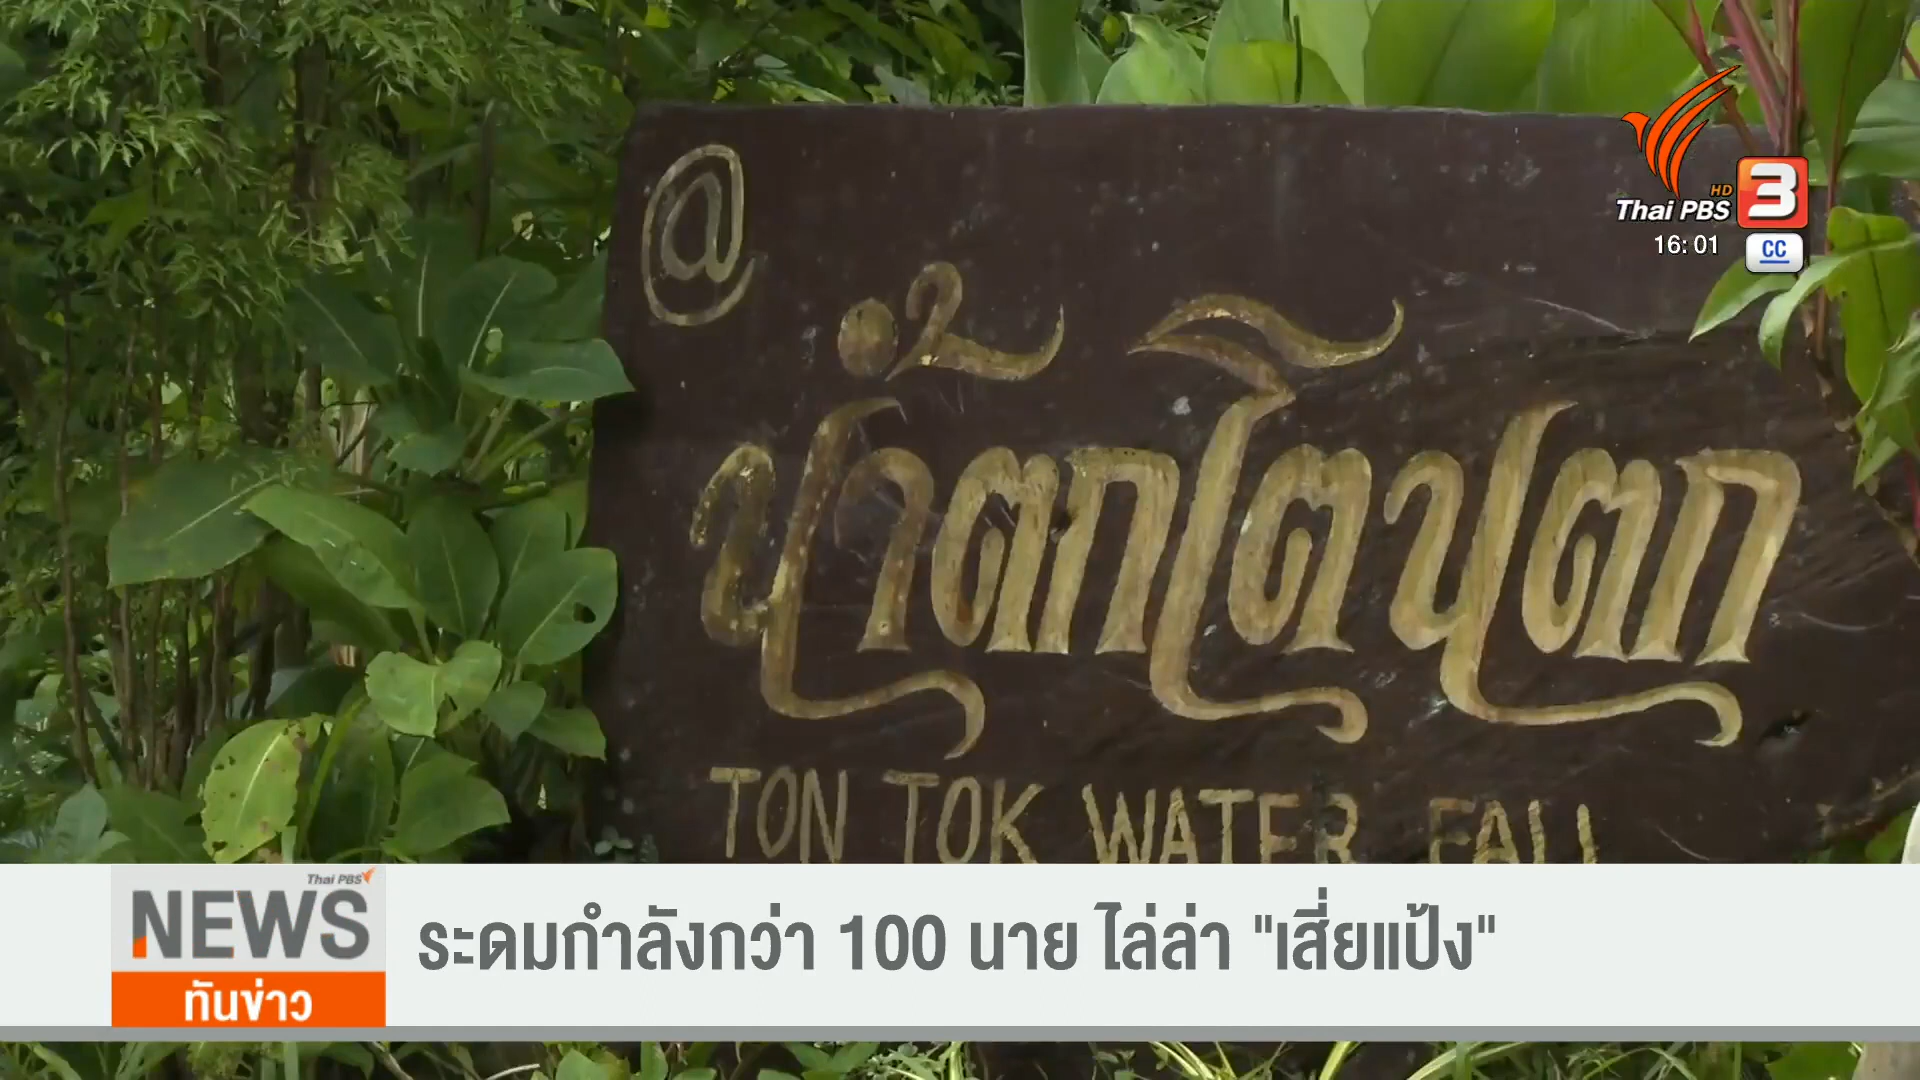 @
น้ำตกโตนตก
TON TOK WATER FALL
HD
Thai PBS 3
16:01
CC
Thai PBS
NEWS
ทันข่าว
ระดมกำลังกว่า 100 นาย ไล่ล่า "เสี่ยแป้ง"